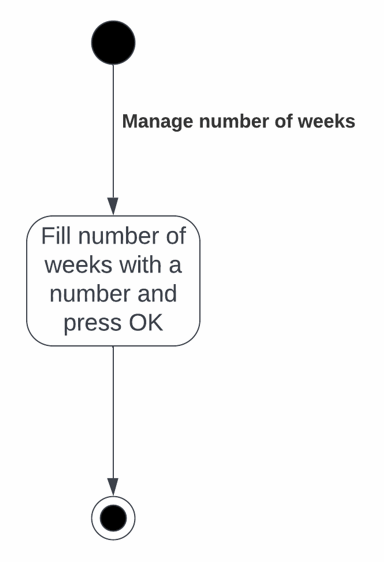 Manage number of weeks
Fill number of
weeks with a
number and
press OK